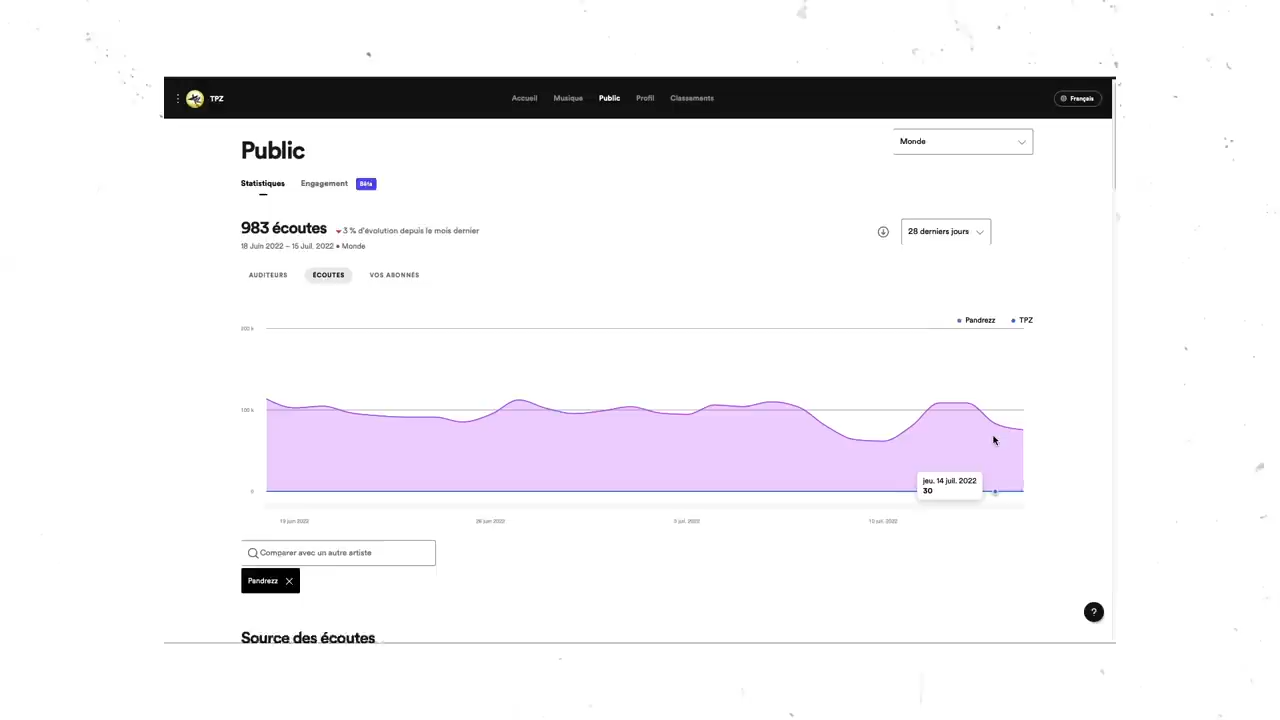 TPZ
Accueil Musique Public Profil Classements
Français
Public
Monde
Statistiques Engagement Bêta
983 écoutes 3 % d'évolution depuis le mois dernier
18 Juin 2022 – 15 Juil. 2022 • Monde
28 derniers jours
AUDITEURS ÉCOUTES VOS ABONNÉS
Pandrezz TPZ
200 k
100 k
0
jeu. 14 juil. 2022
30
19 juin 2022 26 juin 2022 3 juil. 2022 10 juil. 2022
Comparer avec un autre artiste
Pandrezz
?
Source des écoutes